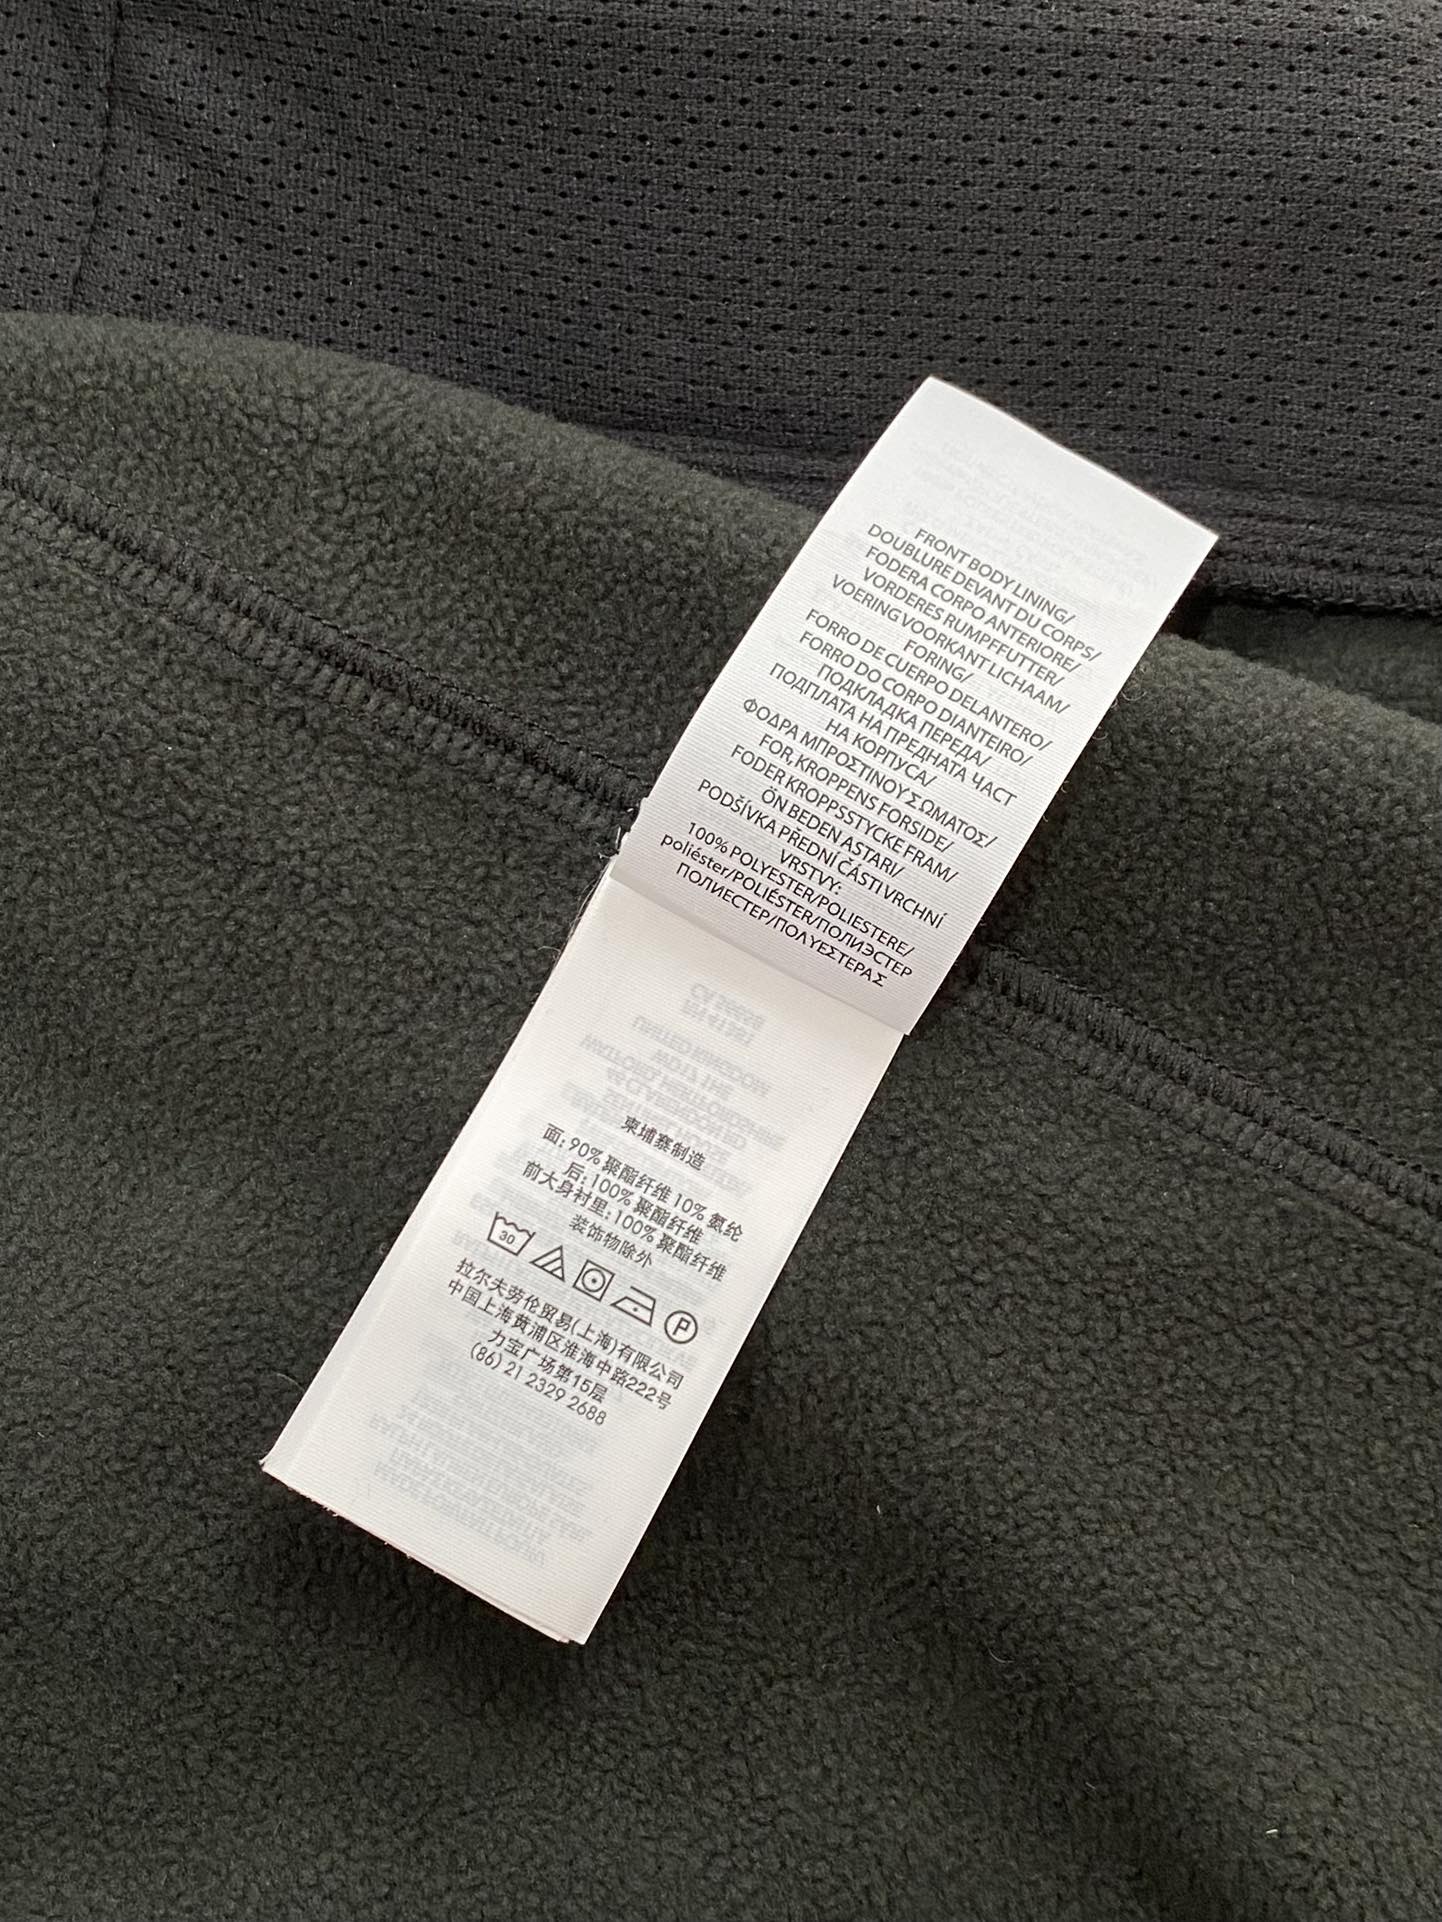 FRONT BODY LINING/
DOUBLURE DEVANT DU CORPS/
FODERA CORPO ANTERIORE/
VORDERES RUMPFFUTTER/
VOERING VOORKANT LICHAAM/
FORING/
FORRO DE CUERPO DELANTERO/
FORRO DO CORPO DIANTEIRO/
ПОДКЛАДКА ПЕРЕДА/
ПОДПЛАТА НА ПРЕДНАТА ЧАСТ
НА КОРПУСА/
ΦΟΔΡΑ ΜΠΡΟΣΤΙΝΟΥ ΣΩΜΑΤΟΣ/
FOR, KROPPENS FORSIDE/
FODER KROPPSSTYCKE FRAM/
ÖN BEDEN ASTARI/
PODŠÍVKA PŘEDNÍ ČÁSTI VRCHNÍ
VRSTVY:
100% POLYESTER/POLIESTERE/
poliéster/POLIÉSTER/ПОЛИЭСТЕР
ПОЛИЕСТЕР/ΠΟΛΥΕΣΤΕΡΑΣ
柬埔寨制造
面: 90% 聚酯纤维 10% 氨纶
后: 100% 聚酯纤维
前大身衬里: 100% 聚酯纤维
装饰物除外
30 P
拉尔夫劳伦贸易(上海)有限公司
中国上海黄浦区淮海中路222号
力宝广场第15层
(86) 21 2329 2688